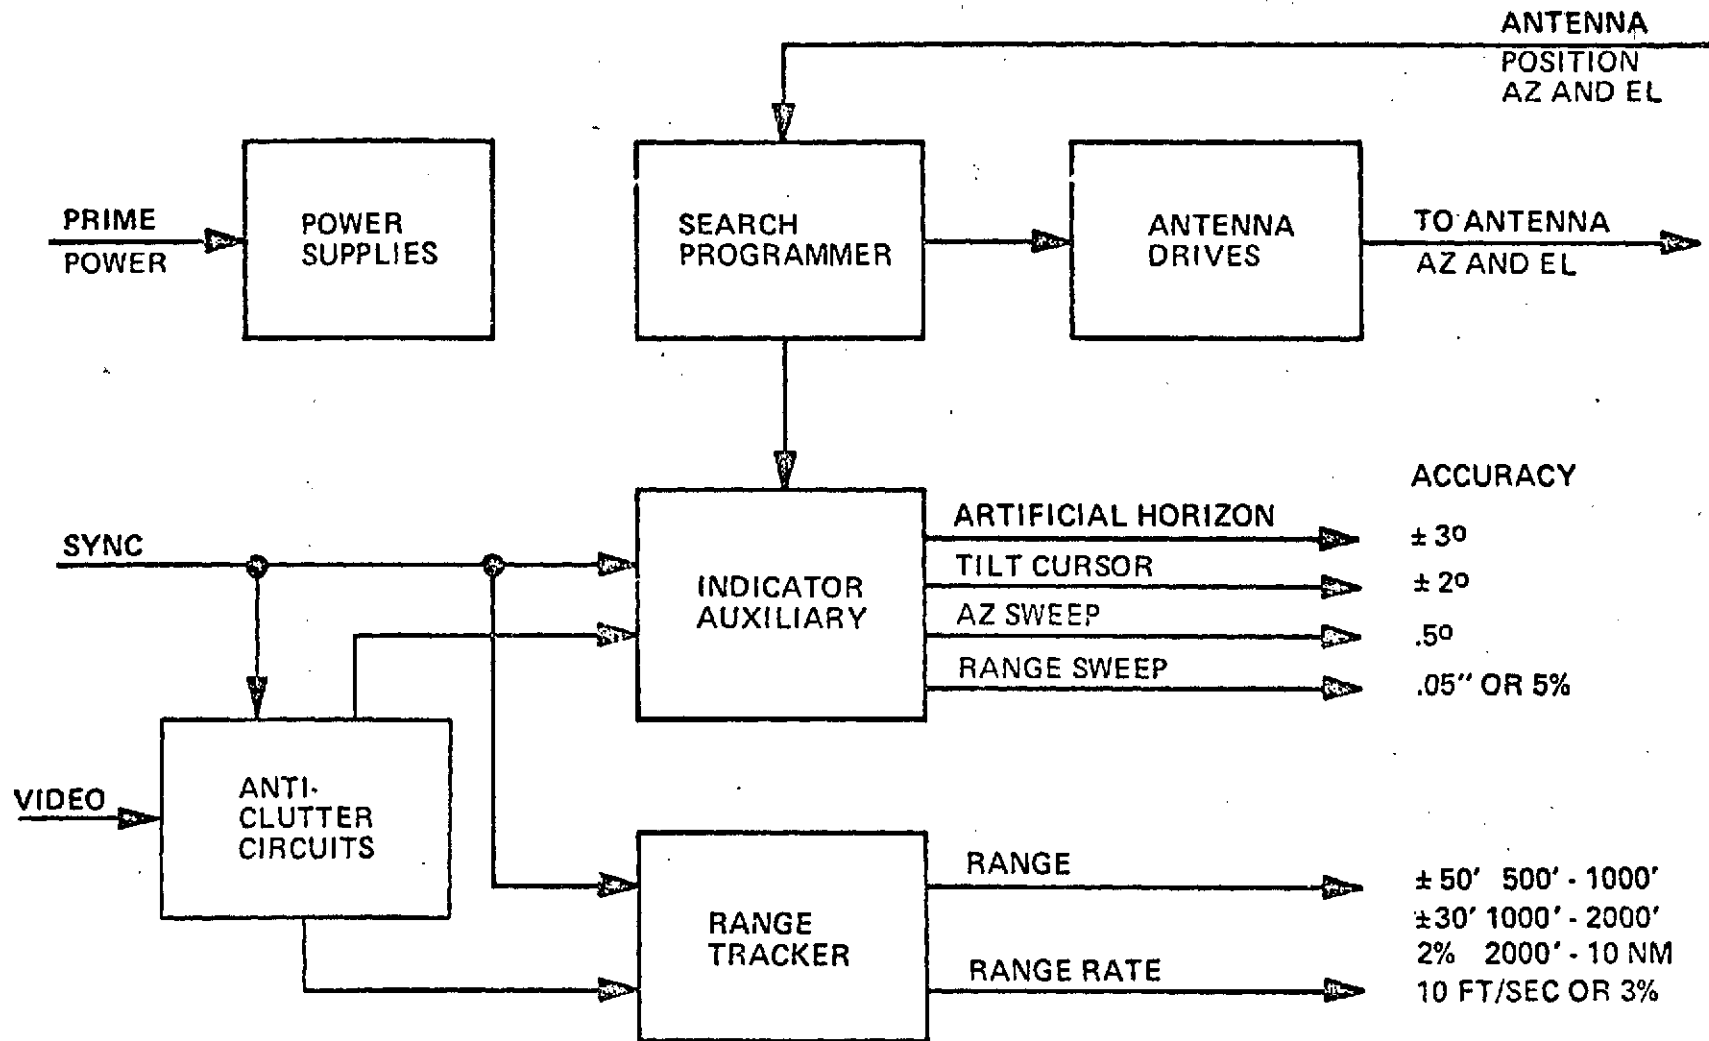 ANTENNA
POSITION
AZ AND EL
PRIME
POWER
POWER
SUPPLIES
SEARCH
PROGRAMMER
ANTENNA
DRIVES
TO ANTENNA
AZ AND EL
ACCURACY
SYNC
INDICATOR
AUXILIARY
ARTIFICIAL HORIZON
± 3º
TILT CURSOR
± 2º
AZ SWEEP
.5º
RANGE SWEEP
.05" OR 5%
VIDEO
ANTI-
CLUTTER
CIRCUITS
RANGE
TRACKER
RANGE
± 50' 500' - 1000'
±30' 1000' - 2000'
2% 2000' - 10 NM
RANGE RATE
10 FT/SEC OR 3%